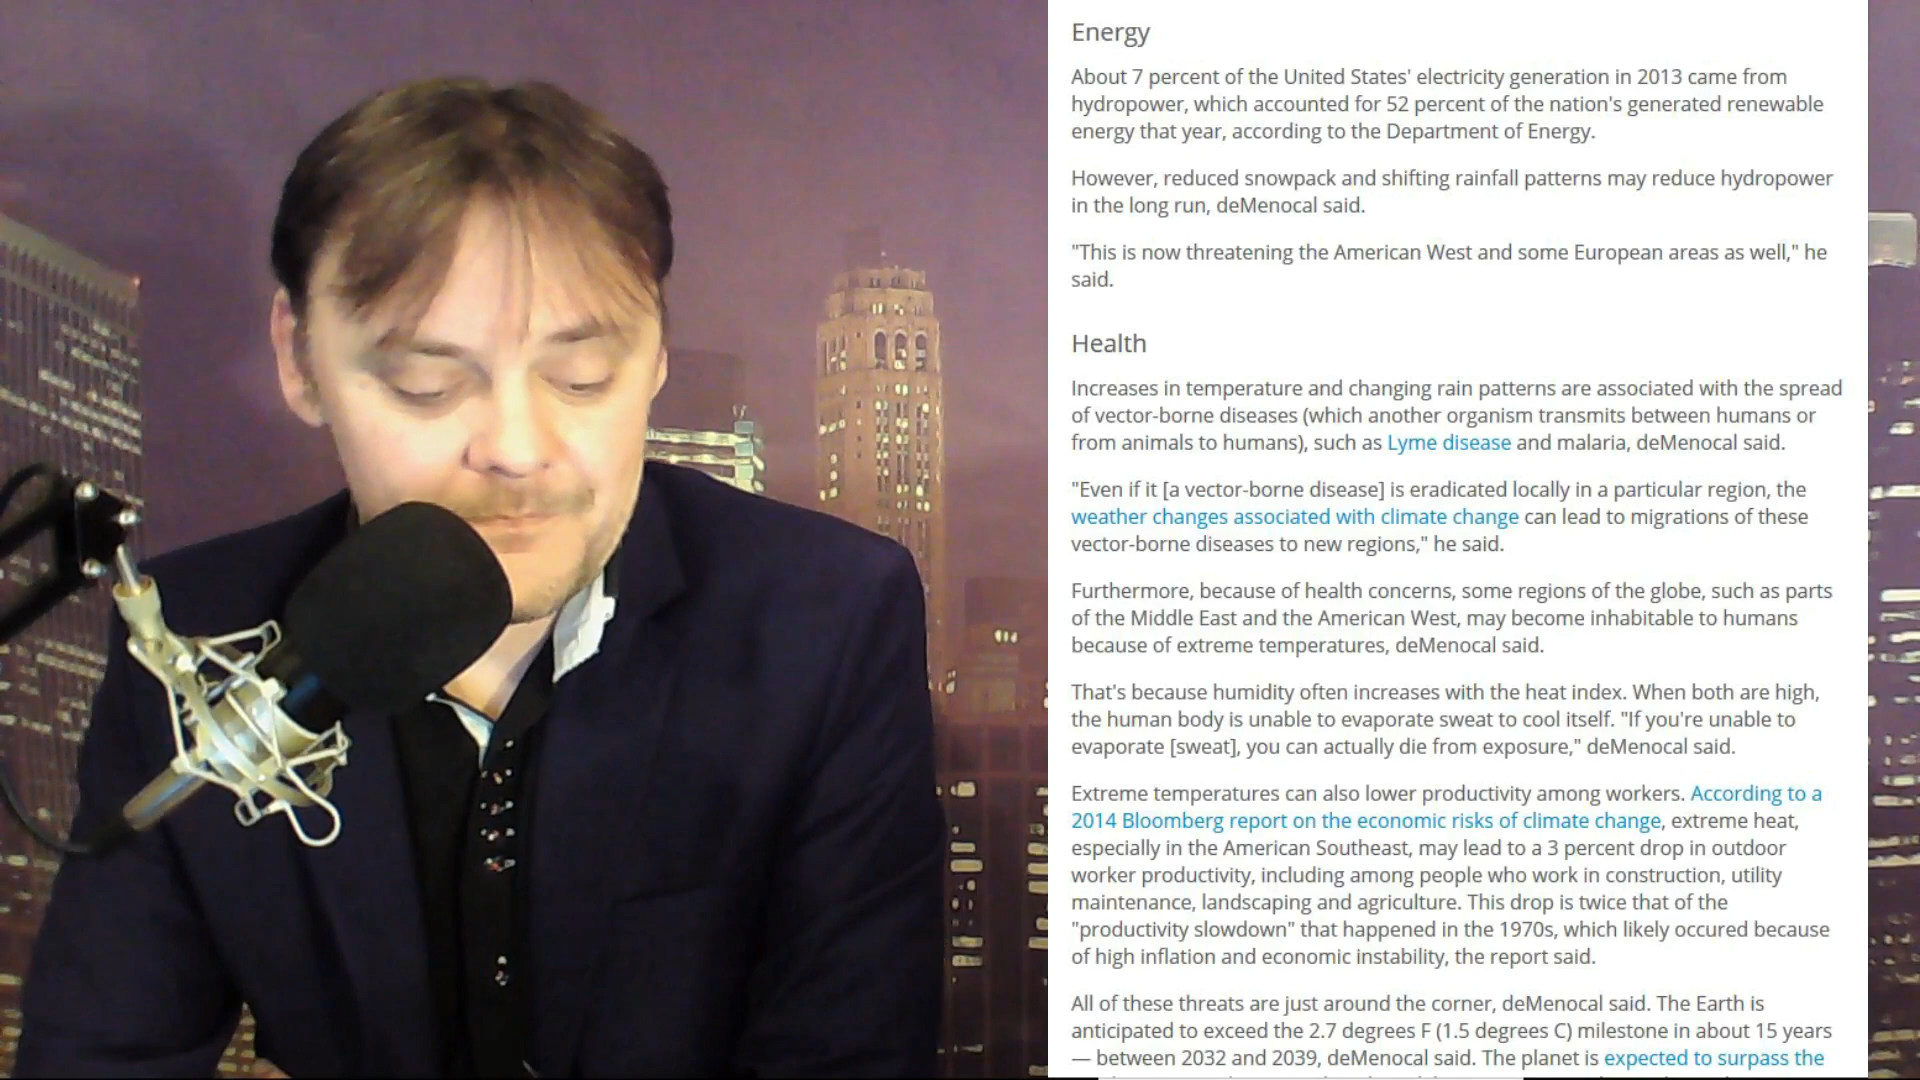 Energy
About 7 percent of the United States' electricity generation in 2013 came from
hydropower, which accounted for 52 percent of the nation's generated renewable
energy that year, according to the Department of Energy.
However, reduced snowpack and shifting rainfall patterns may reduce hydropower
in the long run, deMenocal said.
"This is now threatening the American West and some European areas as well," he
said.
Health
Increases in temperature and changing rain patterns are associated with the spread
of vector-borne diseases (which another organism transmits between humans or
from animals to humans), such as Lyme disease and malaria, deMenocal said.
"Even if it [a vector-borne disease] is eradicated locally in a particular region, the
weather changes associated with climate change can lead to migrations of these
vector-borne diseases to new regions," he said.
Furthermore, because of health concerns, some regions of the globe, such as parts
of the Middle East and the American West, may become inhabitable to humans
because of extreme temperatures, deMenocal said.
That's because humidity often increases with the heat index. When both are high,
the human body is unable to evaporate sweat to cool itself. "If you're unable to
evaporate [sweat], you can actually die from exposure," deMenocal said.
Extreme temperatures can also lower productivity among workers. According to a
2014 Bloomberg report on the economic risks of climate change, extreme heat,
especially in the American Southeast, may lead to a 3 percent drop in outdoor
worker productivity, including among people who work in construction, utility
maintenance, landscaping and agriculture. This drop is twice that of the
"productivity slowdown" that happened in the 1970s, which likely occured because
of high inflation and economic instability, the report said.
All of these threats are just around the corner, deMenocal said. The Earth is
anticipated to exceed the 2.7 degrees F (1.5 degrees C) milestone in about 15 years
— between 2032 and 2039, deMenocal said. The planet is expected to surpass the